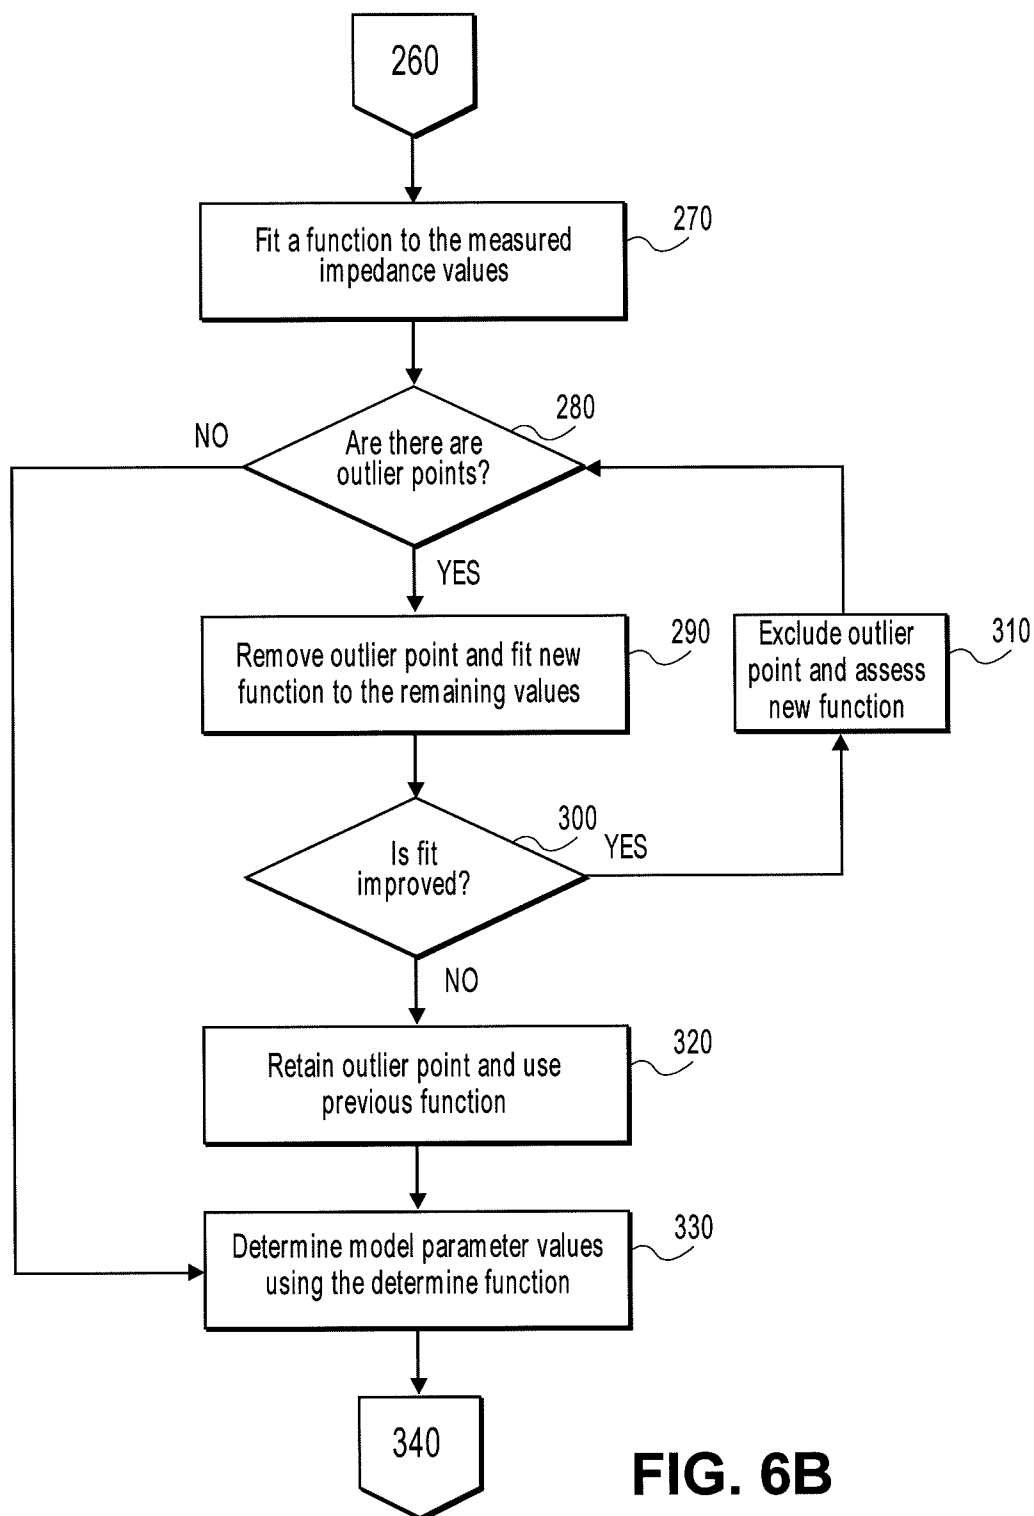 260
Fit a function to the measured
impedance values
270
Are there are
outlier points?
280
NO
YES
Remove outlier point and fit new
function to the remaining values
290
Exclude outlier
point and assess
new function
310
Is fit
improved?
300
YES
NO
Retain outlier point and use
previous function
320
Determine model parameter values
using the determine function
330
340
FIG. 6B